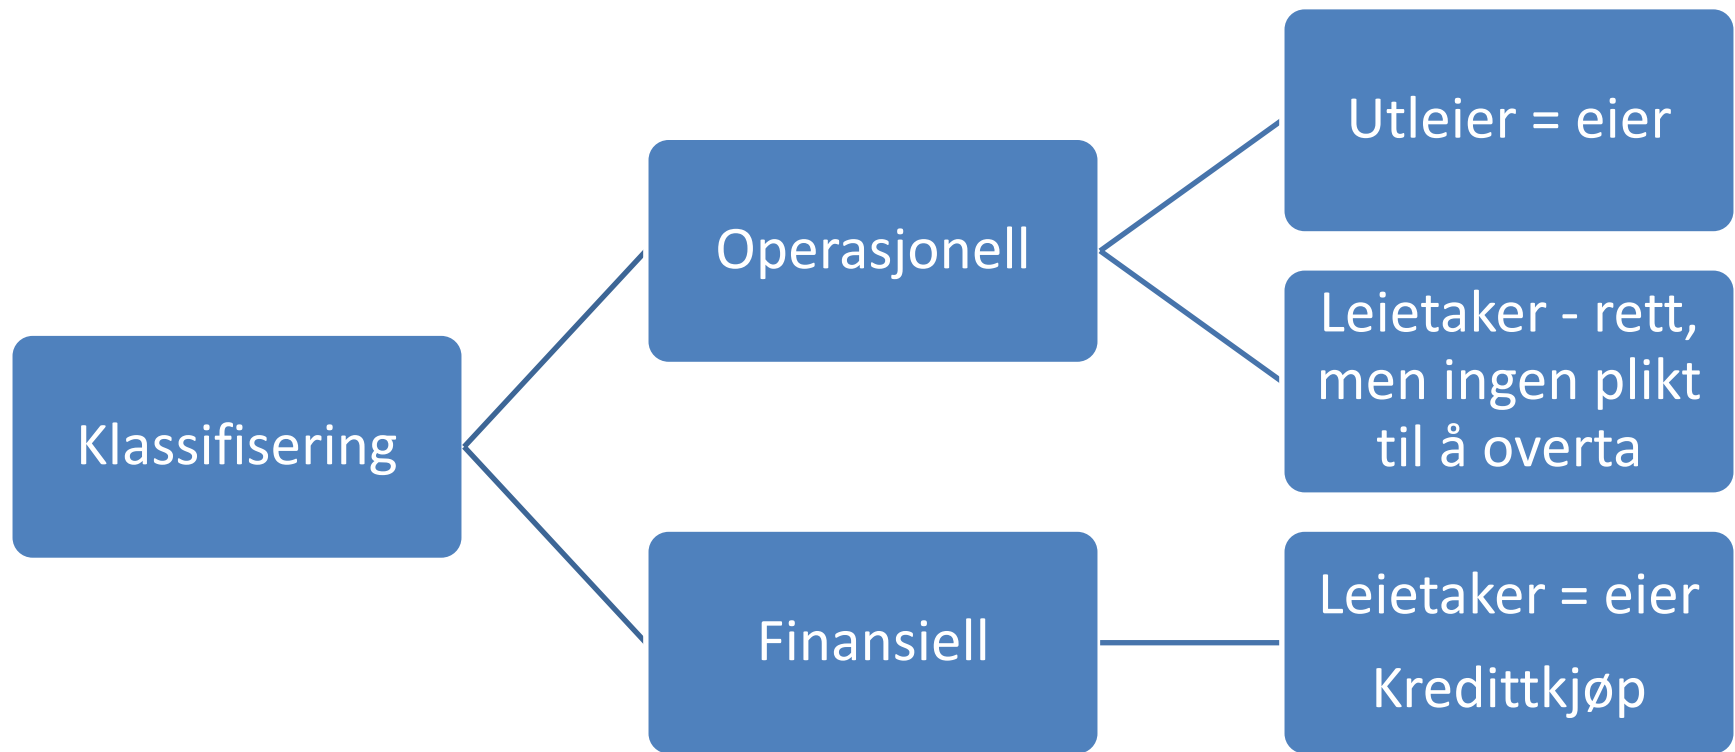 Klassifisering
Operasjonell
Utleier = eier
Leietaker - rett,
men ingen plikt
til å overta
Finansiell
Leietaker = eier
Kredittkjøp